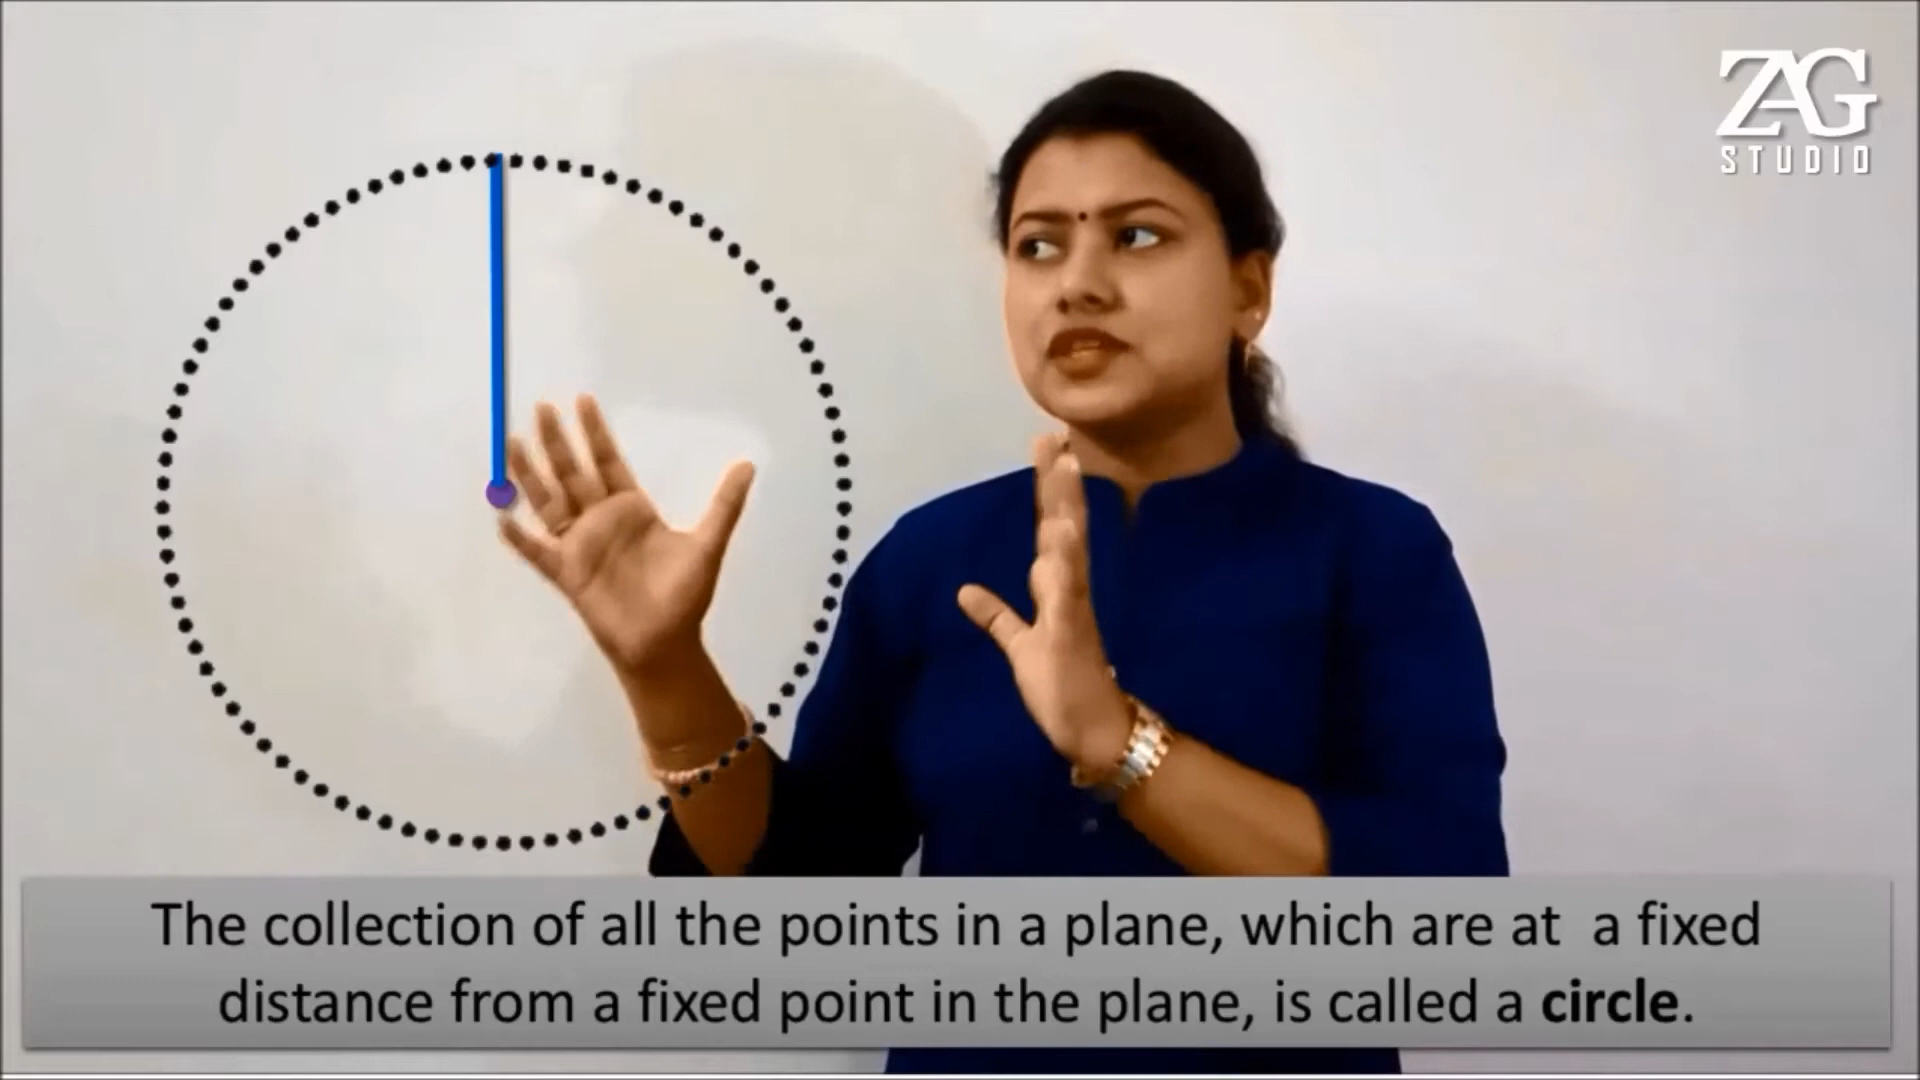 ZAG
STUDIO
The collection of all the points in a plane, which are at a fixed
distance from a fixed point in the plane, is called a circle.